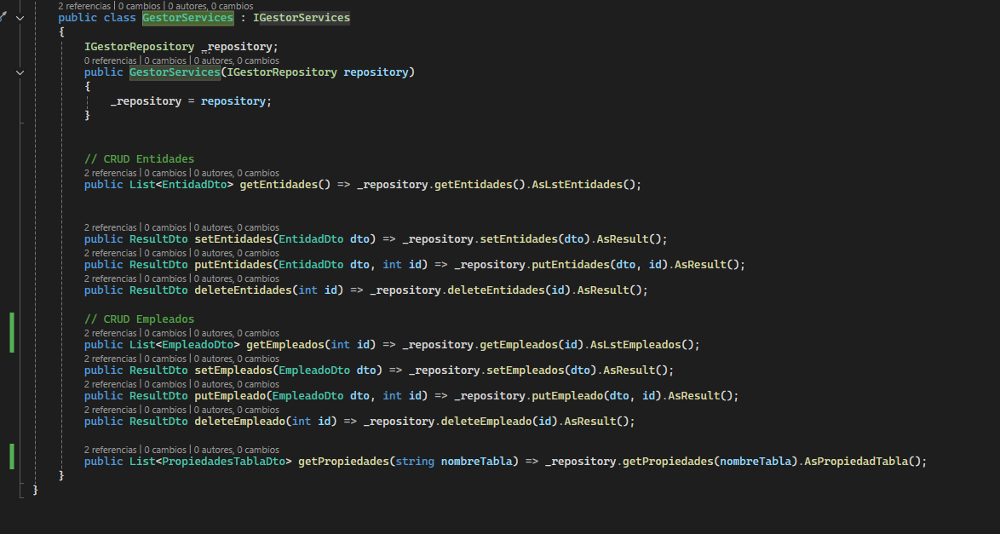 2 referencias | 0 cambios | 0 autores, 0 cambios
public class GestorServices : IGestorServices
{
IGestorRepository _repository;
0 referencias | 0 cambios | 0 autores, 0 cambios
public GestorServices(IGestorRepository repository)
{
_repository = repository;
}
// CRUD Entidades
2 referencias | 0 cambios | 0 autores, 0 cambios
public List<EntidadDto> getEntidades() => _repository.getEntidades().AsLstEntidades();
2 referencias | 0 cambios | 0 autores, 0 cambios
public ResultDto setEntidades(EntidadDto dto) => _repository.setEntidades(dto).AsResult();
2 referencias | 0 cambios | 0 autores, 0 cambios
public ResultDto putEntidades(EntidadDto dto, int id) => _repository.putEntidades(dto, id).AsResult();
2 referencias | 0 cambios | 0 autores, 0 cambios
public ResultDto deleteEntidades(int id) => _repository.deleteEntidades(id).AsResult();
// CRUD Empleados
2 referencias | 0 cambios | 0 autores, 0 cambios
public List<EmpleadoDto> getEmpleados(int id) => _repository.getEmpleados(id).AsLstEmpleados();
2 referencias | 0 cambios | 0 autores, 0 cambios
public ResultDto setEmpleados(EmpleadoDto dto) => _repository.setEmpleados(dto).AsResult();
2 referencias | 0 cambios | 0 autores, 0 cambios
public ResultDto putEmpleado(EmpleadoDto dto, int id) => _repository.putEmpleado(dto, id).AsResult();
2 referencias | 0 cambios | 0 autores, 0 cambios
public ResultDto deleteEmpleado(int id) => _repository.deleteEmpleado(id).AsResult();
2 referencias | 0 cambios | 0 autores, 0 cambios
public List<PropiedadesTablaDto> getPropiedades(string nombreTabla) => _repository.getPropiedades(nombreTabla).AsPropiedadTabla();
}
}